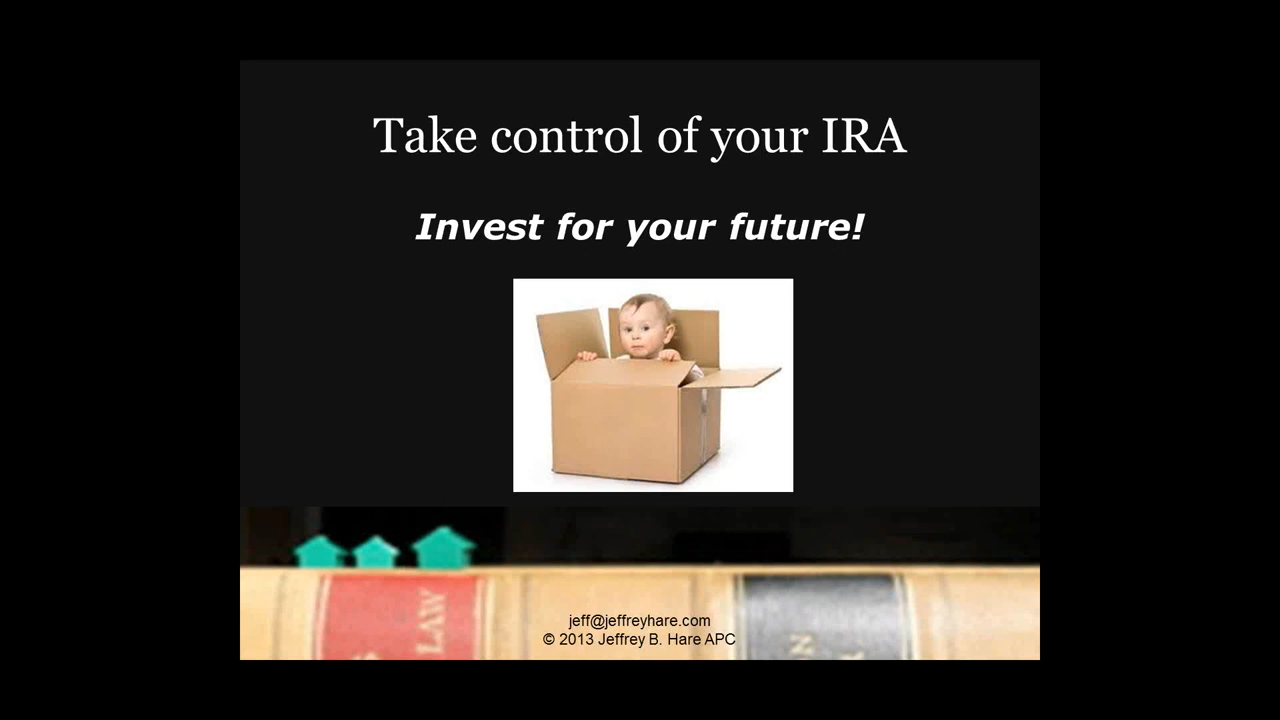 Take control of your IRA
Invest for your future!
LAW
jeff@jeffreyhare.com
© 2013 Jeffrey B. Hare APC